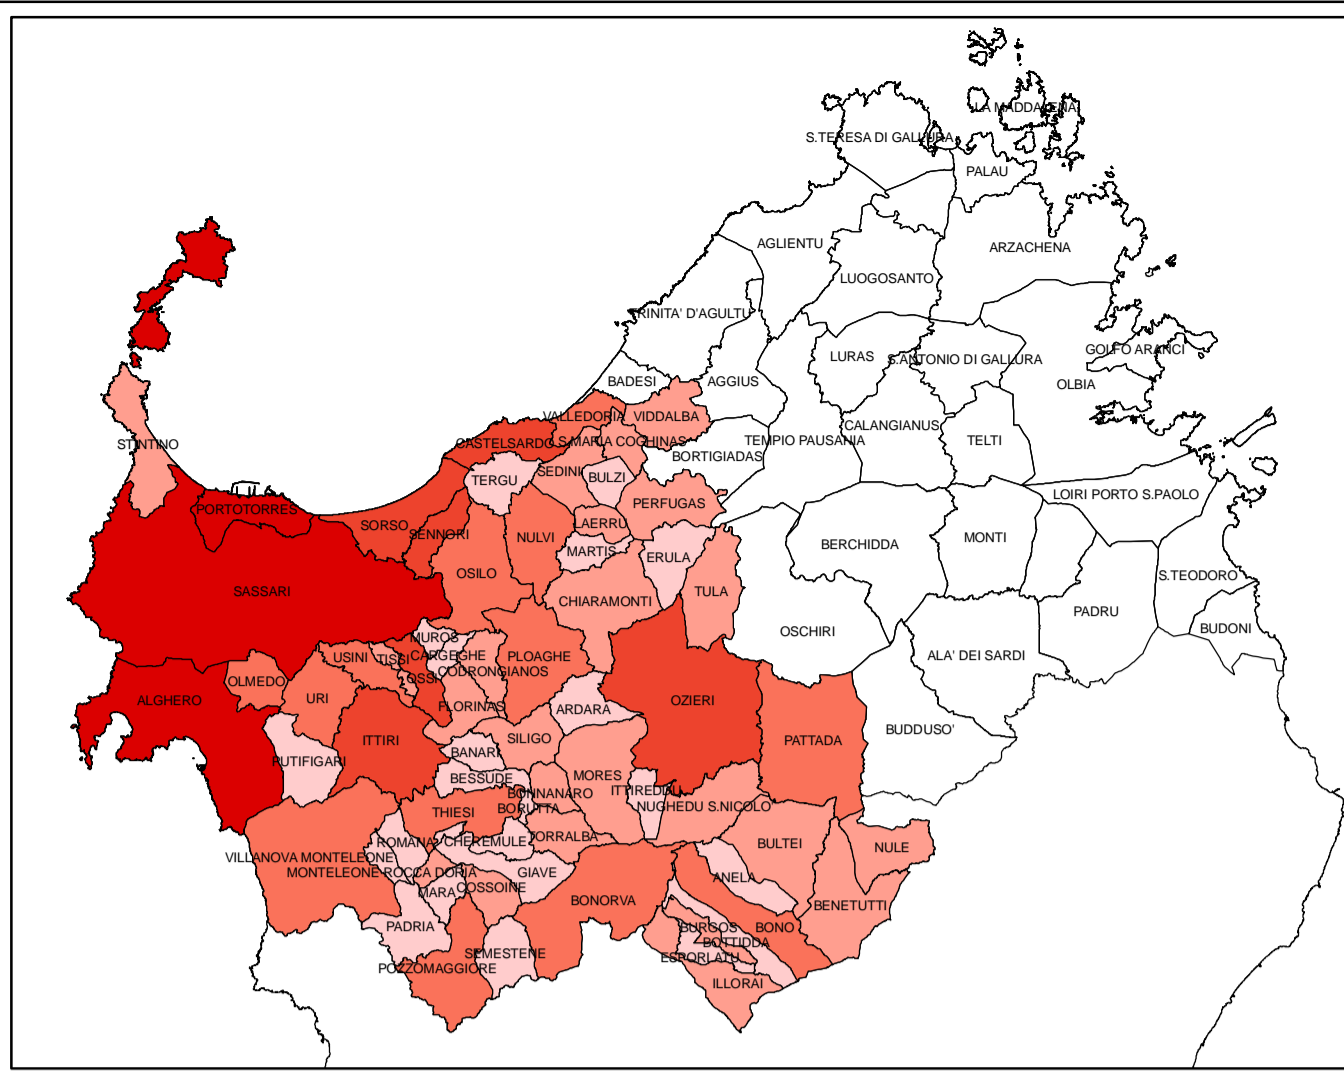 LA MADDALENA
S.TERESA DI GALLURA
PALAU
AGLIENTU
ARZACHENA
LUOGOSANTO
TRINITA' D'AGULTU
GOLFO ARANCI
LURAS
S.ANTONIO DI GALLURA
BADESI
AGGIUS
OLBIA
VALLEDORIA
VIDDALBA
CALANGIANUS
STINTINO
CASTELSARDO
S.MARIA COGHINAS
TEMPIO PAUSANIA
TELTI
BORTIGIADAS
SEDINI
TERGU
BULZI
LOIRI PORTO S.PAOLO
PERFUGAS
PORTOTORRES
SORSO
LAERRU
SENNORI
NULVI
MONTI
BERCHIDDA
MARTIS
ERULA
OSILO
S.TEODORO
SASSARI
TULA
CHIARAMONTI
PADRU
BUDONI
OSCHIRI
MUROS
USINI
TISSI
CARGEGHE
PLOAGHE
ALA' DEI SARDI
CODRONGIANOS
OLMEDO
OSSI
ALGHERO
URI
OZIERI
FLORINAS
ARDARA
BUDDUSO'
ITTIRI
SILIGO
PATTADA
BANARI
PUTIFIGARI
BESSUDE
MORES
ITTIREDDU
BONNANARO
NUGHEDU S.NICOLO
BORUTTA
THIESI
TORRALBA
ROMANA
CHEREMULE
BULTEI
NULE
VILLANOVA MONTELEONE
MONTELEONE ROCCA DORIA
GIAVE
ANELA
COSSOINE
MARA
BONORVA
BENETUTTI
PADRIA
BURGOS
BONO
BOTTIDDA
SEMESTENE
ESPORLATU
POZZOMAGGIORE
ILLORAI